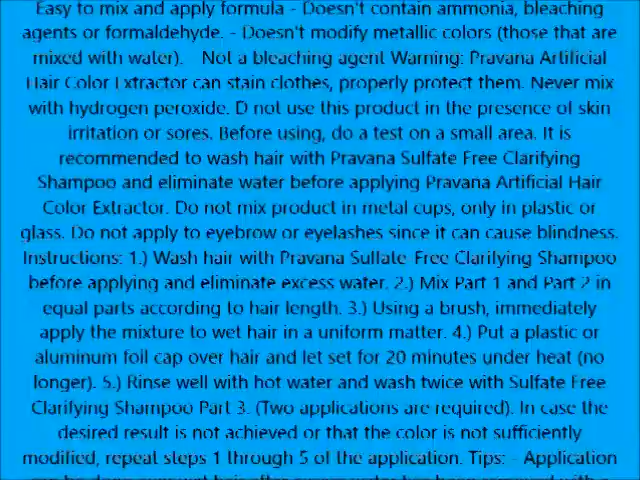 Easy to mix and apply formula - Doesn't contain ammonia, bleaching
agents or formaldehyde. - Doesn't modify metallic colors (those that are
mixed with water).   Not a bleaching agent Warning: Pravana Artificial
Hair Color Extractor can stain clothes, properly protect them. Never mix
with hydrogen peroxide. D not use this product in the presence of skin
irritation or sores. Before using, do a test on a small area. It is
recommended to wash hair with Pravana Sulfate Free Clarifying
Shampoo and eliminate water before applying Pravana Artificial Hair
Color Extractor. Do not mix product in metal cups, only in plastic or
glass. Do not apply to eyebrow or eyelashes since it can cause blindness.
Instructions: 1.) Wash hair with Pravana Sulfate-Free Clarifying Shampoo
before applying and eliminate excess water. 2.) Mix Part 1 and Part 2 in
equal parts according to hair length. 3.) Using a brush, immediately
apply the mixture to wet hair in a uniform matter. 4.) Put a plastic or
aluminum foil cap over hair and let set for 20 minutes under heat (no
longer). 5.) Rinse well with hot water and wash twice with Sulfate Free
Clarifying Shampoo Part 3. (Two applications are required). In case the
desired result is not achieved or that the color is not sufficiently
modified, repeat steps 1 through 5 of the application. Tips: - Application